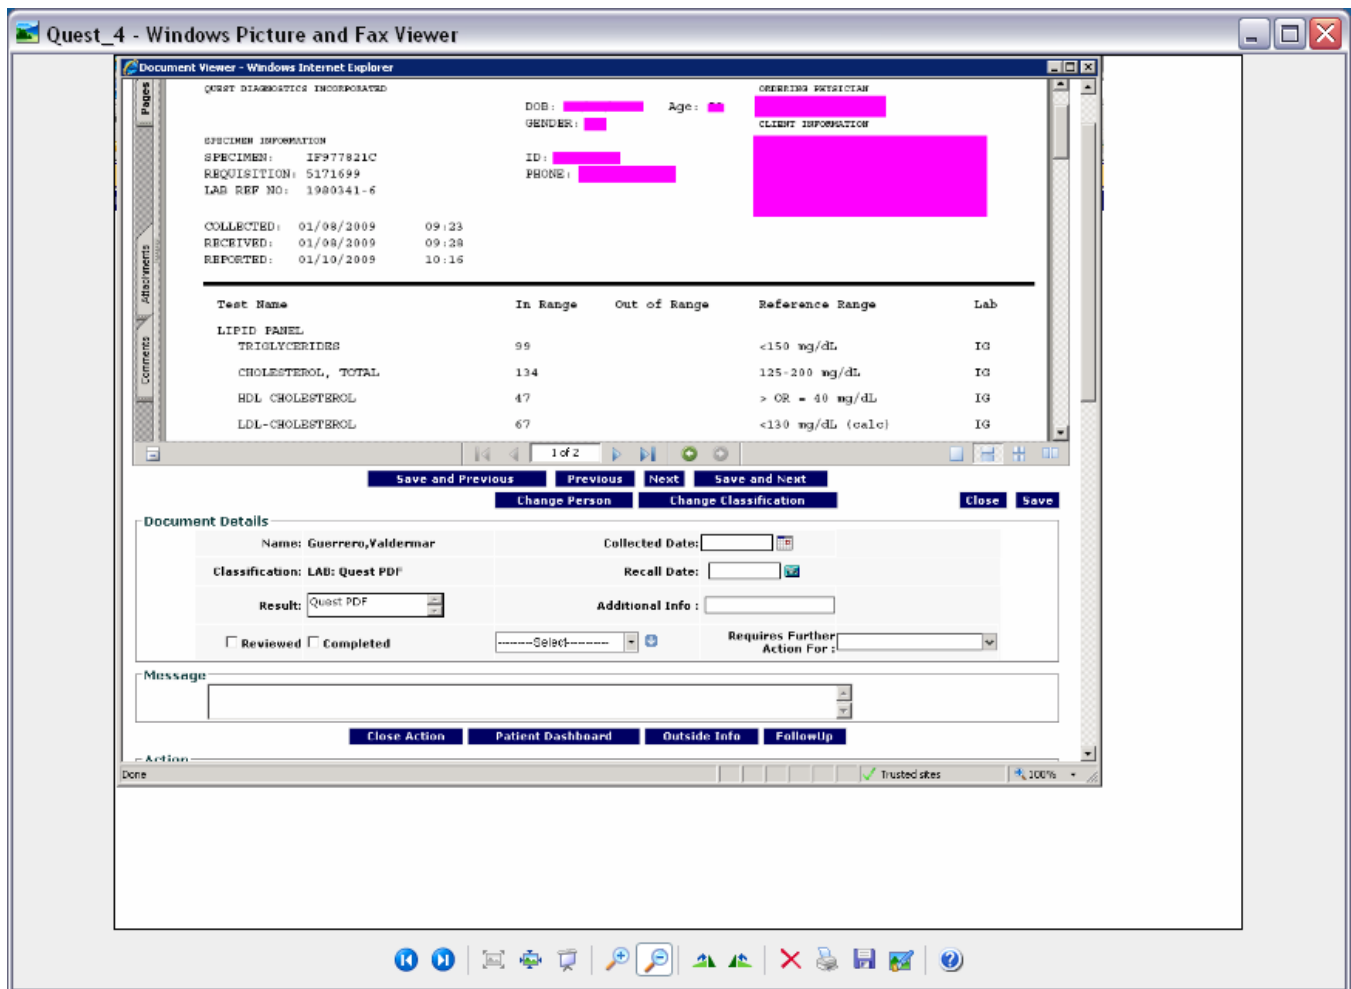 Quest_4 - Windows Picture and Fax Viewer
Document Viewer - Windows Internet Explorer
Pages
Attachments
Comments
QUEST DIAGNOSTICS INCORPORATED
ORDERING PHYSICIAN
DOB: Age:
GENDER:
CLIENT INFORMATION
SPECIMEN INFORMATION
SPECIMEN: IF977821C
ID:
REQUISITION: 5171699
PHONE:
LAB REF NO: 1980341-6
COLLECTED: 01/08/2009 09:23
RECEIVED: 01/08/2009 09:28
REPORTED: 01/10/2009 10:16
Test Name In Range Out of Range Reference Range Lab
LIPID PANEL
TRIGLYCERIDES 99 <150 mg/dL IG
CHOLESTEROL, TOTAL 134 125-200 mg/dL IG
HDL CHOLESTEROL 47 > OR = 40 mg/dL IG
LDL-CHOLESTEROL 67 <130 mg/dL (calc) IG
1 of 2
Save and Previous Previous Next Save and Next
Change Person Change Classification Close Save
Document Details
Name: Guerrero,Valdermar Collected Date:
Classification: LAB: Quest PDF Recall Date:
Result: Quest PDF Additional Info :
Reviewed Completed ---------Select---------- Requires Further
Action For :
Message
Close Action Patient Dashboard Outside Info FollowUp
Action
Done Trusted sites 100%